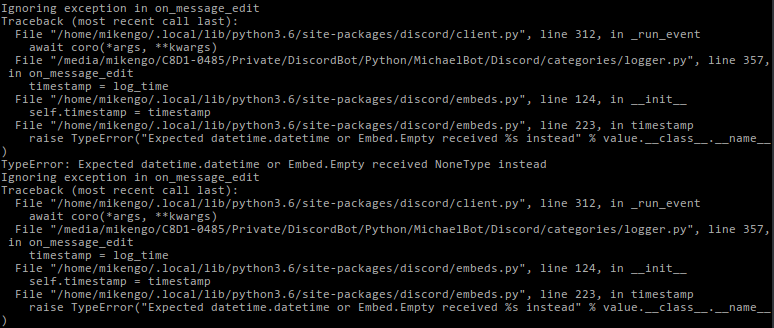 Ignoring exception in on_message_edit
Traceback (most recent call last):
  File "/home/mikengo/.local/lib/python3.6/site-packages/discord/client.py", line 312, in _run_event
    await coro(*args, **kwargs)
  File "/media/mikengo/C8D1-0485/Private/DiscordBot/Python/MichaelBot/Discord/categories/logger.py", line 357,
 in on_message_edit
    timestamp = log_time
  File "/home/mikengo/.local/lib/python3.6/site-packages/discord/embeds.py", line 124, in __init__
    self.timestamp = timestamp
  File "/home/mikengo/.local/lib/python3.6/site-packages/discord/embeds.py", line 223, in timestamp
    raise TypeError("Expected datetime.datetime or Embed.Empty received %s instead" % value.__class__.__name__
)
TypeError: Expected datetime.datetime or Embed.Empty received NoneType instead
Ignoring exception in on_message_edit
Traceback (most recent call last):
  File "/home/mikengo/.local/lib/python3.6/site-packages/discord/client.py", line 312, in _run_event
    await coro(*args, **kwargs)
  File "/media/mikengo/C8D1-0485/Private/DiscordBot/Python/MichaelBot/Discord/categories/logger.py", line 357,
 in on_message_edit
    timestamp = log_time
  File "/home/mikengo/.local/lib/python3.6/site-packages/discord/embeds.py", line 124, in __init__
    self.timestamp = timestamp
  File "/home/mikengo/.local/lib/python3.6/site-packages/discord/embeds.py", line 223, in timestamp
    raise TypeError("Expected datetime.datetime or Embed.Empty received %s instead" % value.__class__.__name__
)